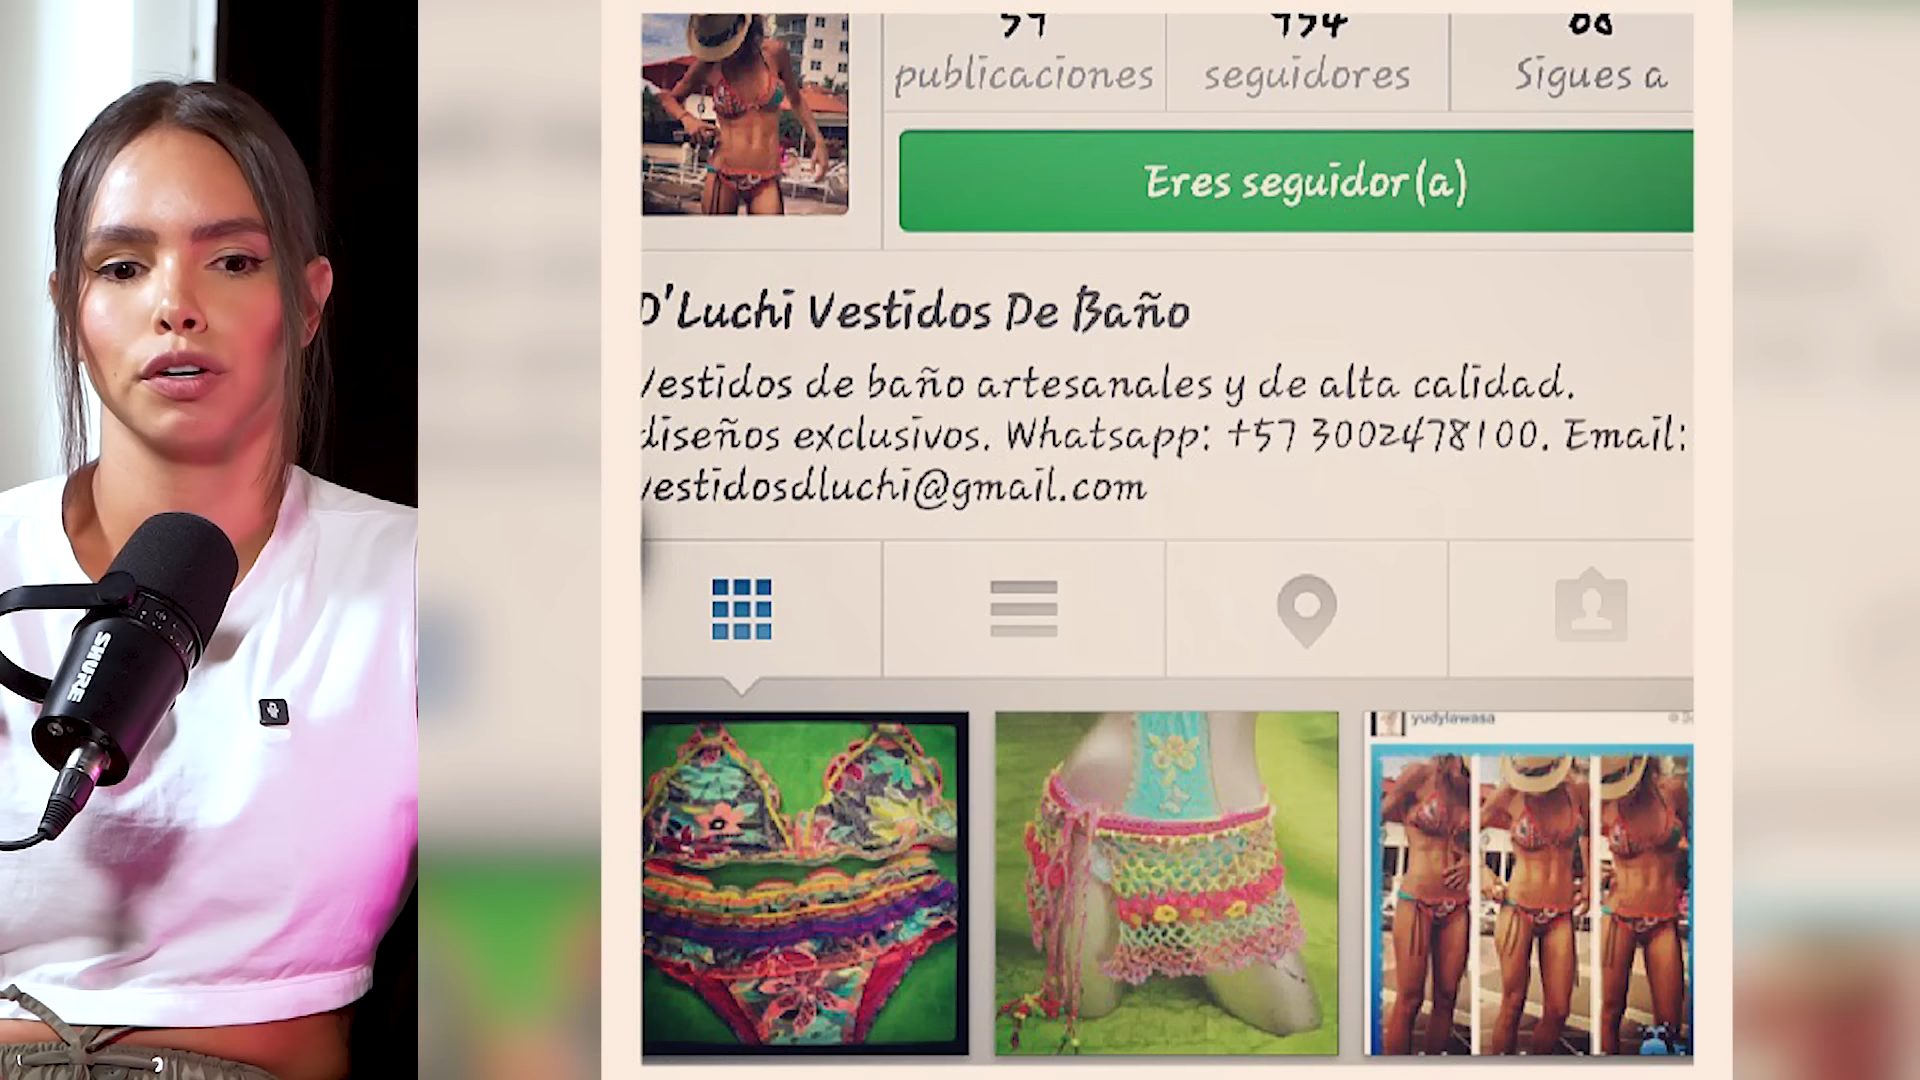 publicaciones
seguidores
Sigues a
Eres seguidor(a)
D'Luchi Vestidos De Baño
Vestidos de baño artesanales y de alta calidad.
diseños exclusivos. Whatsapp: +57 3002478100. Email:
vestidosdluchi@gmail.com
yudylawasa
SHURE